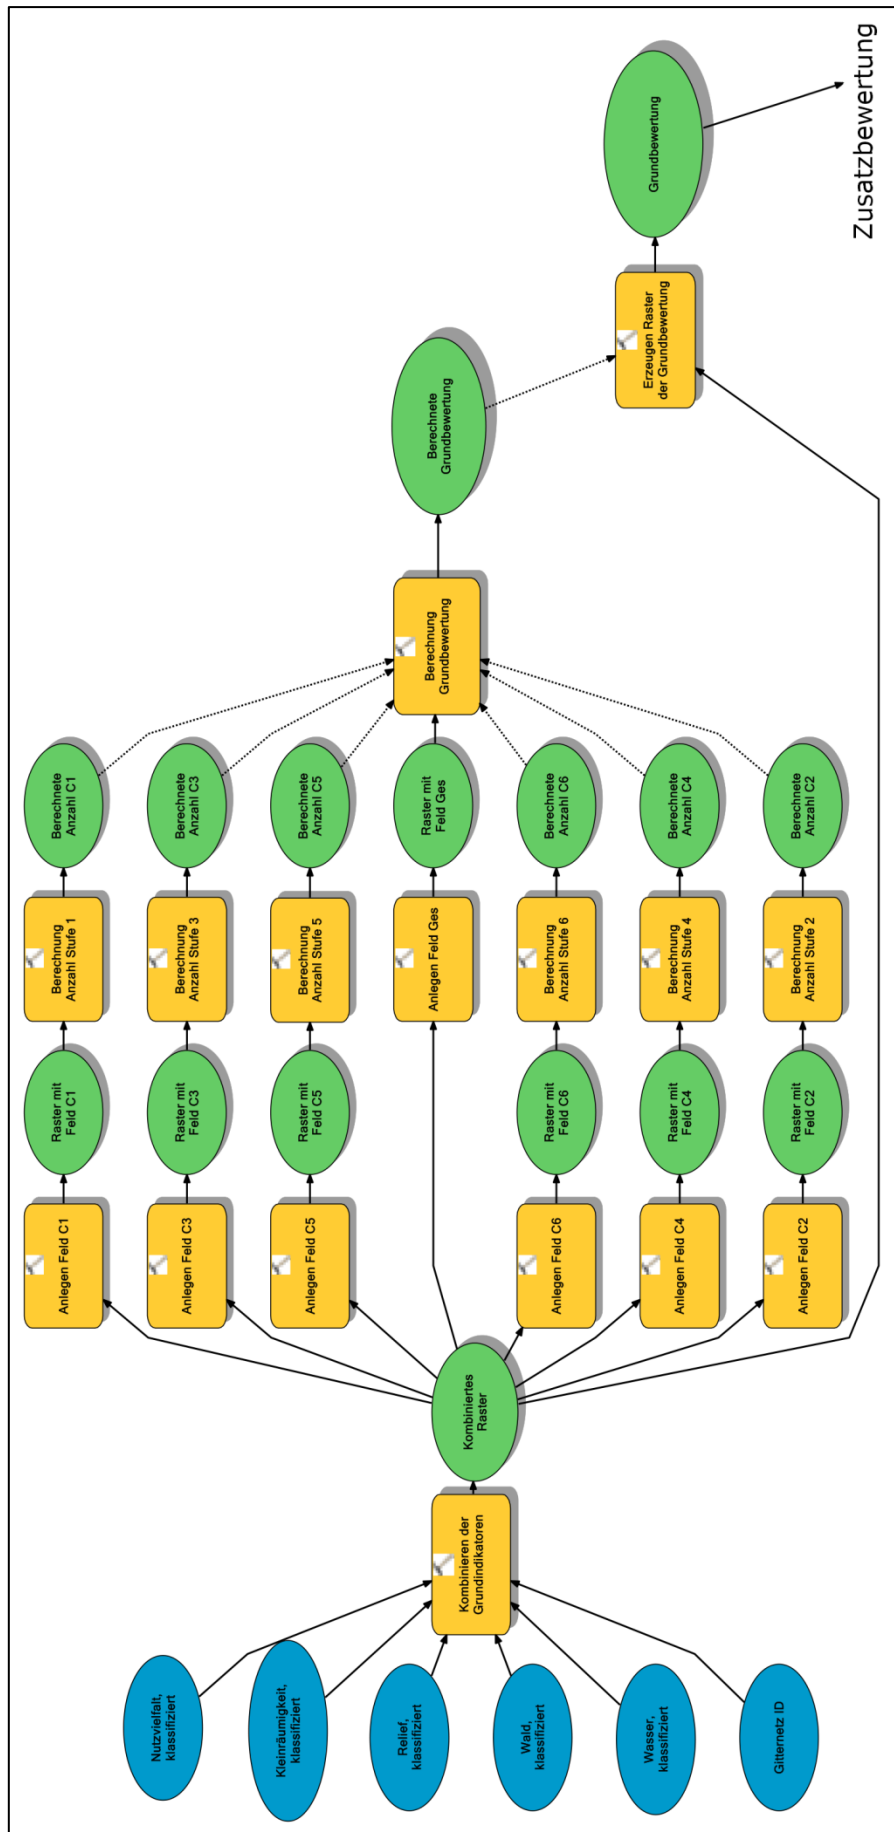 Nutzvielfalt,
klassifiziert
Kleinräumigkeit,
klassifiziert
Relief,
klassifiziert
Wald,
klassifiziert
Wasser,
klassifiziert
Gitternetz ID
Kombinieren der
Grundindikatoren
Kombiniertes
Raster
Anlegen Feld C1
Raster mit
Feld C1
Berechnung
Anzahl Stufe 1
Berechnete
Anzahl C1
Anlegen Feld C3
Raster mit
Feld C3
Berechnung
Anzahl Stufe 3
Berechnete
Anzahl C3
Anlegen Feld C5
Raster mit
Feld C5
Berechnung
Anzahl Stufe 5
Berechnete
Anzahl C5
Anlegen Feld Ges
Raster mit
Feld Ges
Anlegen Feld C6
Raster mit
Feld C6
Berechnung
Anzahl Stufe 6
Berechnete
Anzahl C6
Anlegen Feld C4
Raster mit
Feld C4
Berechnung
Anzahl Stufe 4
Berechnete
Anzahl C4
Anlegen Feld C2
Raster mit
Feld C2
Berechnung
Anzahl Stufe 2
Berechnete
Anzahl C2
Berechnung
Grundbewertung
Berechnete
Grundbewertung
Erzeugen Raster
der Grundbewertung
Grundbewertung
Zusatzbewertung